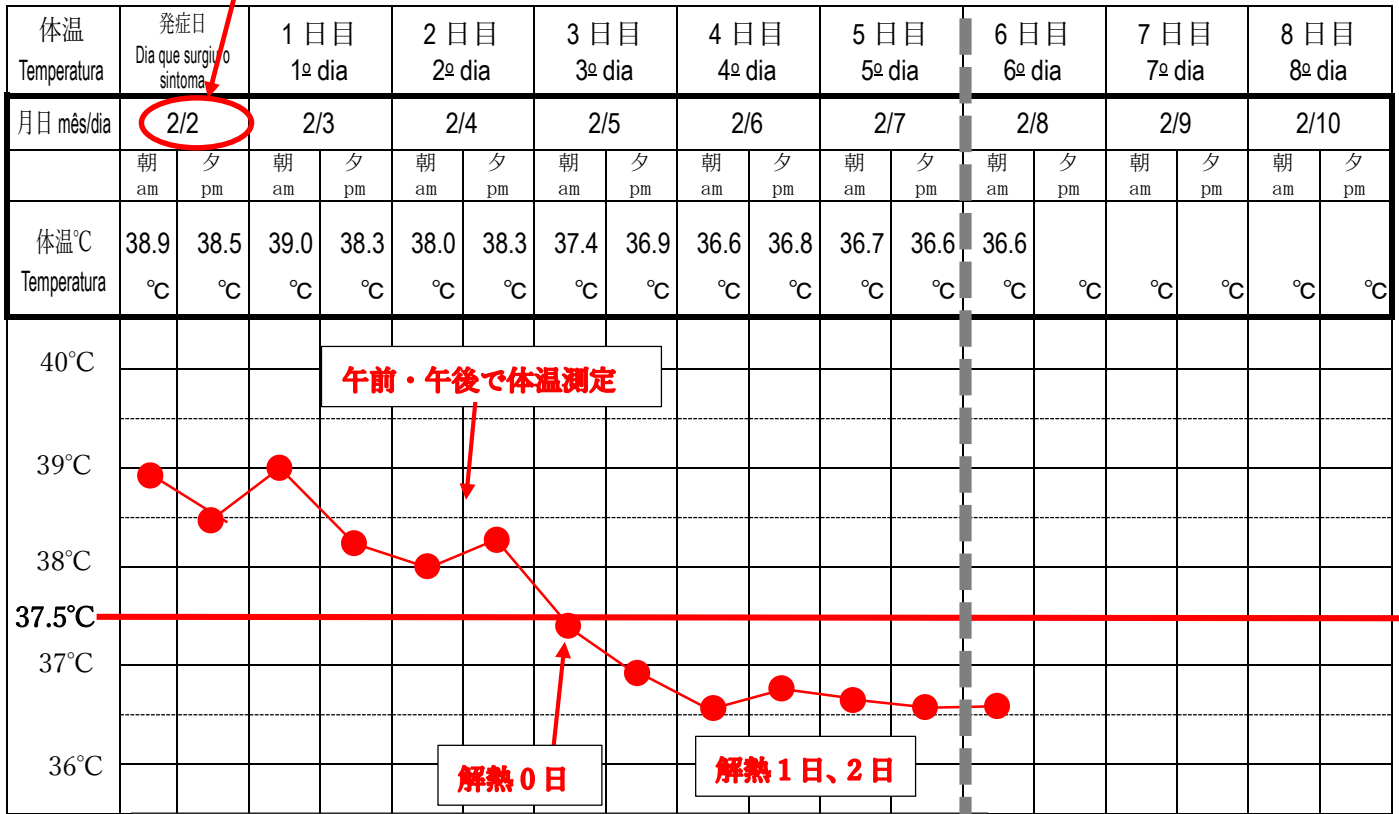 体温 発症日 1日目 2日目 3日目 4日目 5日目 6日目 7日目 8日目
Temperatura Dia que surgiu o sintoma 1º dia 2º dia 3º dia 4º dia 5º dia 6º dia 7º dia 8º dia
月日 mês/dia 2/2 2/3 2/4 2/5 2/6 2/7 2/8 2/9 2/10
朝 夕 朝 夕 朝 夕 朝 夕 朝 夕 朝 夕 朝 夕 朝 夕 朝 夕
am pm am pm am pm am pm am pm am pm am pm am pm am pm
体温℃ 38.9 38.5 39.0 38.3 38.0 38.3 37.4 36.9 36.6 36.8 36.7 36.6 36.6
Temperatura ℃ ℃ ℃ ℃ ℃ ℃ ℃ ℃ ℃ ℃ ℃ ℃ ℃ ℃ ℃ ℃ ℃ ℃
40℃
午前・午後で体温測定
39℃
38℃
37.5℃
37℃
36℃
解熱0日
解熱1日、2日